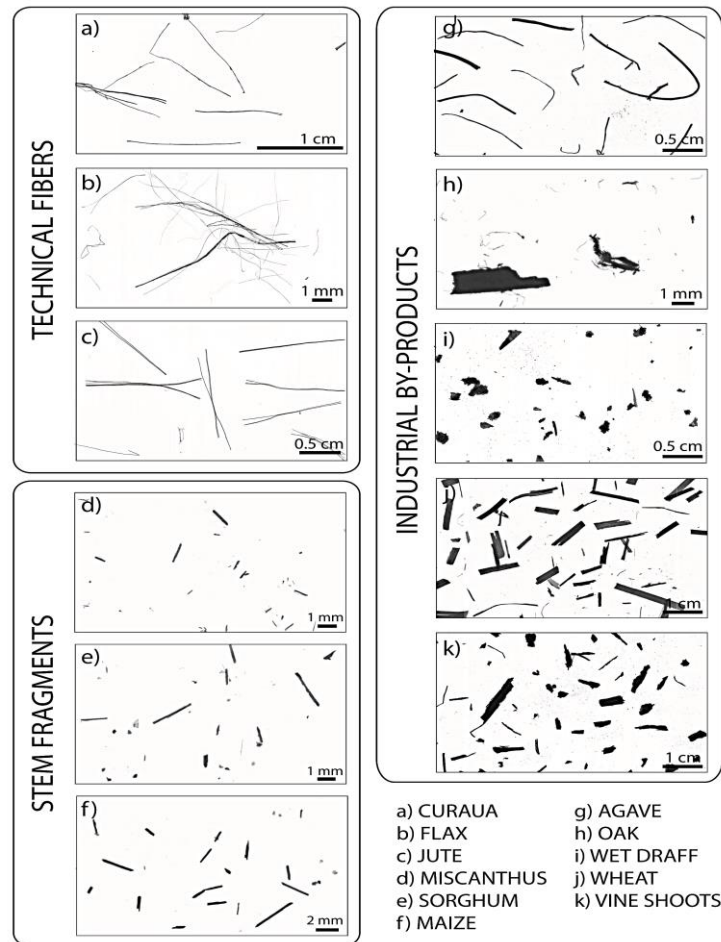 TECHNICAL FIBERS
a)
1 cm
b)
1 mm
c)
0.5 cm
STEM FRAGMENTS
d)
1 mm
e)
1 mm
f)
2 mm
INDUSTRIAL BY-PRODUCTS
g)
0.5 cm
h)
1 mm
i)
0.5 cm
j)
1 cm
k)
1 cm
a) CURAUA
b) FLAX
c) JUTE
d) MISCANTHUS
e) SORGHUM
f) MAIZE
g) AGAVE
h) OAK
i) WET DRAFF
j) WHEAT
k) VINE SHOOTS